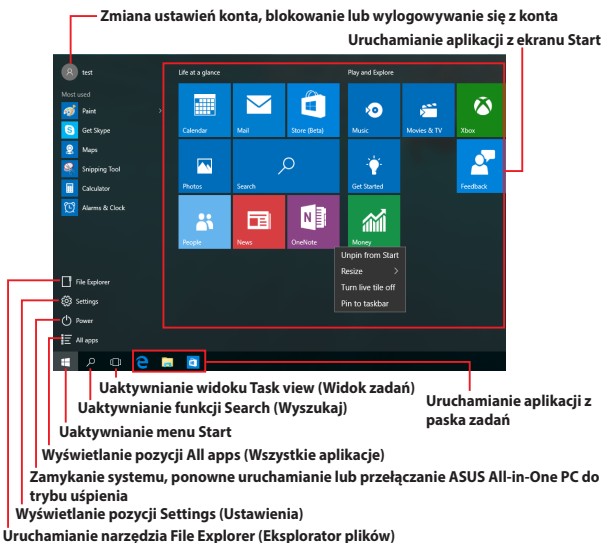 Zmiana ustawień konta, blokowanie lub wylogowywanie się z konta
Uruchamianie aplikacji z ekranu Start
test
Life at a glance
Play and Explore
Most used
Paint
Get Skype
Maps
Snipping Tool
Calculator
Alarms & Clock
Calendar
Mail
Store (Beta)
Music
Movies & TV
Xbox
Photos
Search
Get Started
Feedback
People
News
OneNote
Money
Unpin from Start
Resize
Turn live tile off
Pin to taskbar
File Explorer
Settings
Power
All apps
Uaktywnianie widoku Task view (Widok zadań)
Uaktywnianie funkcji Search (Wyszukaj)
Uruchamianie aplikacji z
paska zadań
Uaktywnianie menu Start
Wyświetlanie pozycji All apps (Wszystkie aplikacje)
Zamykanie systemu, ponowne uruchamianie lub przełączanie ASUS All-in-One PC do
trybu uśpienia
Wyświetlanie pozycji Settings (Ustawienia)
Uruchamianie narzędzia File Explorer (Eksplorator plików)